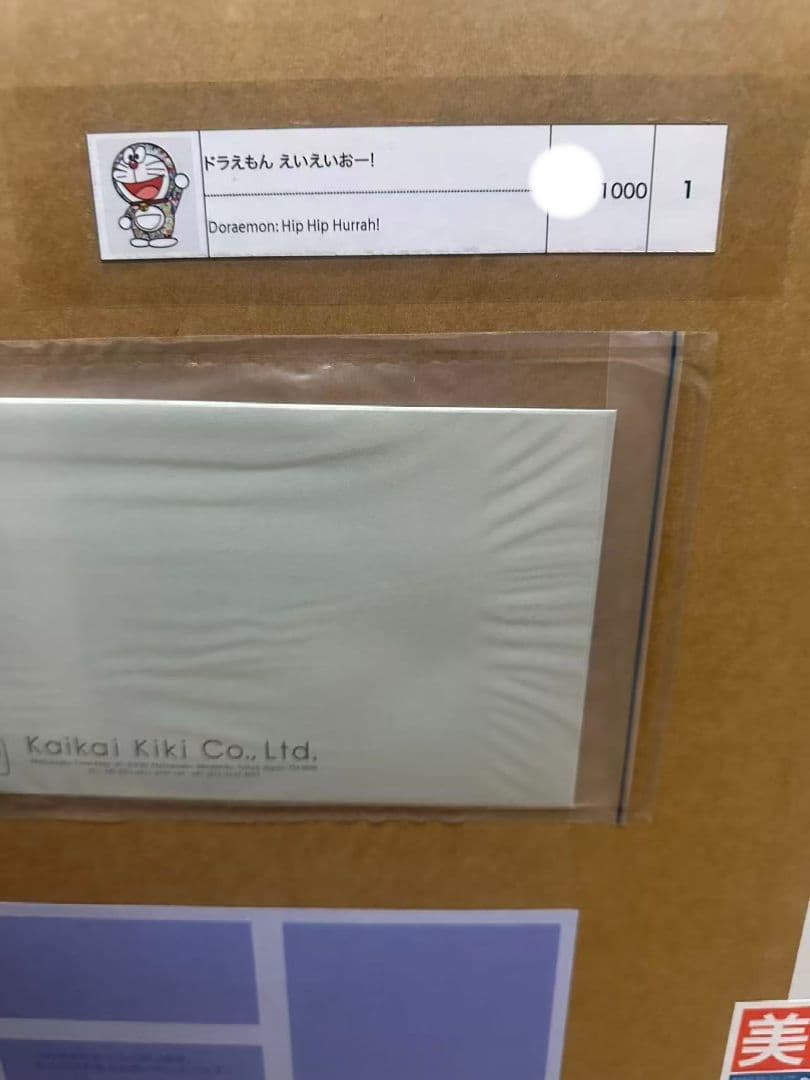 ドラえもん えいえいおー!
Doraemon: Hip Hip Hurrah!
1000
1
Kaikai Kiki Co., Ltd.
美